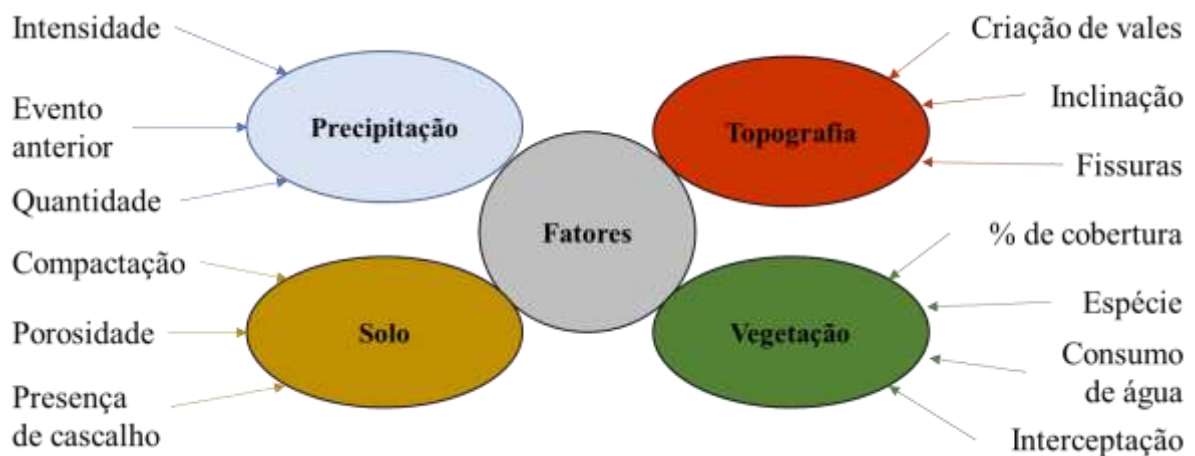 Intensidade
Evento
anterior
Quantidade
Precipitação
Criação de vales
Inclinação
Fissuras
Topografia
Fatores
Compactação
Porosidade
Presença
de cascalho
Solo
% de cobertura
Espécie
Consumo
de água
Interceptação
Vegetação